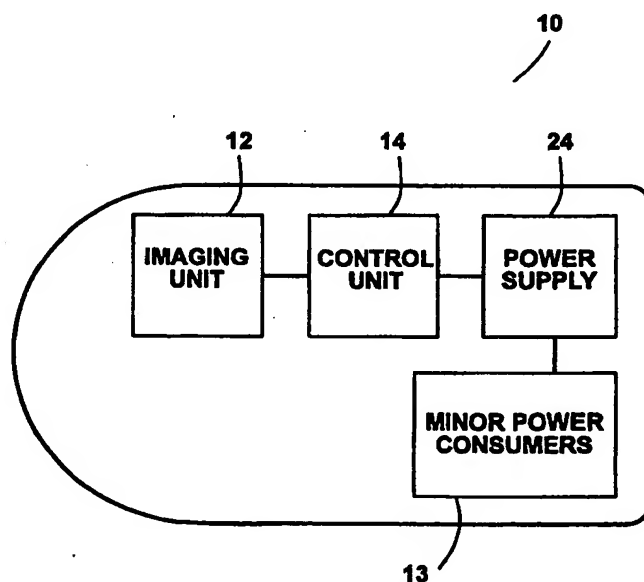 10
12
14
24
IMAGING
UNIT
CONTROL
UNIT
POWER
SUPPLY
MINOR POWER
CONSUMERS
13